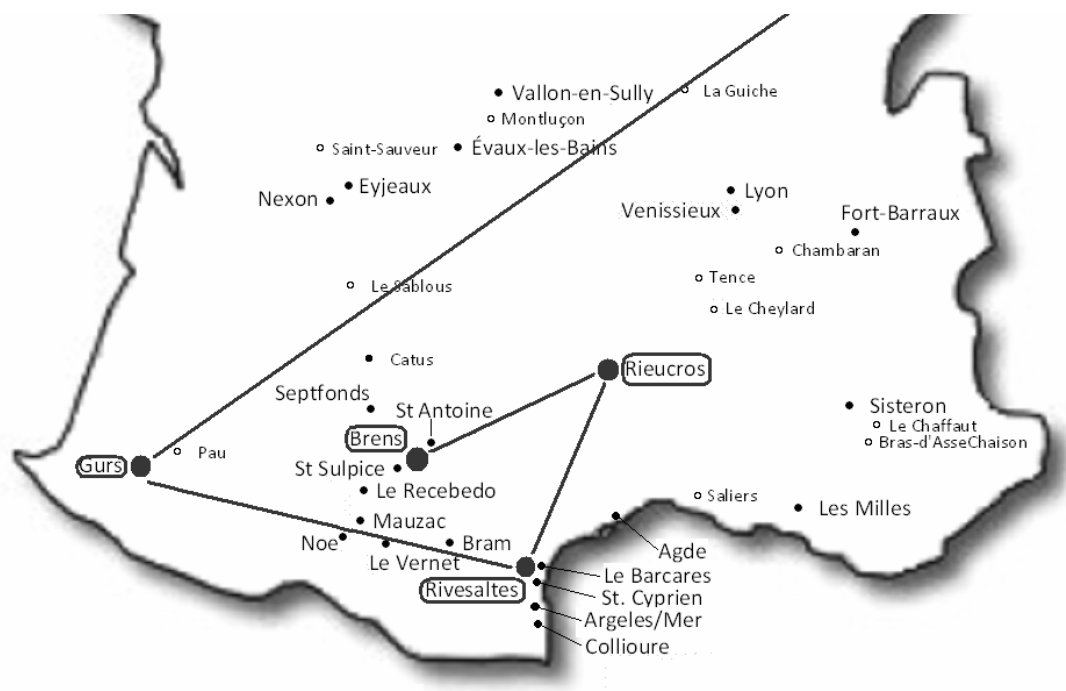 La Guiche
Vallon-en-Sully
Montluçon
Saint-Sauveur
Évaux-les-Bains
Eyjeaux
Nexon
Lyon
Venissieux
Fort-Barraux
Chambaran
Tence
Le Sablous
Le Cheylard
Catus
Rieucros
Septfonds
St Antoine
Sisteron
Le Chaffaut
Brens
Bras-d'AsseChaison
Pau
Gurs
St Sulpice
Le Recebedo
Saliers
Les Milles
Mauzac
Noe
Bram
Agde
Le Vernet
Le Barcares
Rivesaltes
St. Cyprien
Argeles/Mer
Collioure